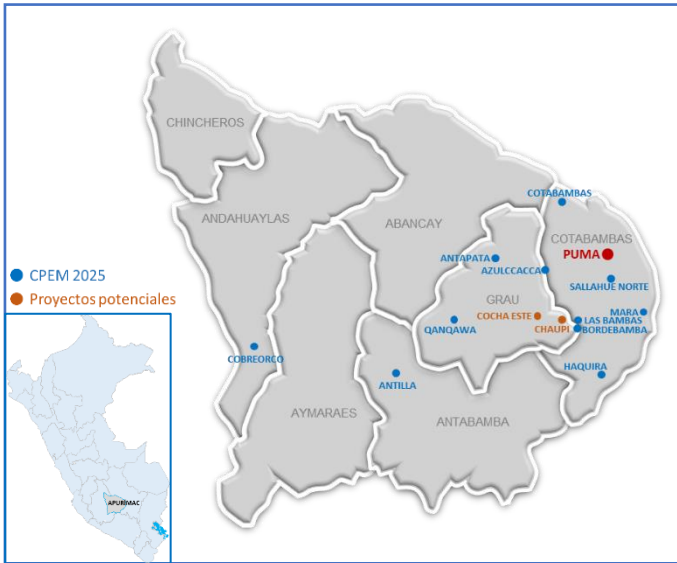 CHINCHEROS
ANDAHUAYLAS
ABANCAY
COTABAMBAS
COTABAMBAS
PUMA
ANTAPATA
AZULCCACCA
SALLAHUE NORTE
GRAU
CPEM 2025
Proyectos potenciales
COCHA ESTE
MARA
QANQAWA
CHAUPI
LAS BAMBAS
BORDEBAMBA
COBREORCO
HAQUIRA
ANTILLA
AYMARAES
ANTABAMBA
APURÍMAC